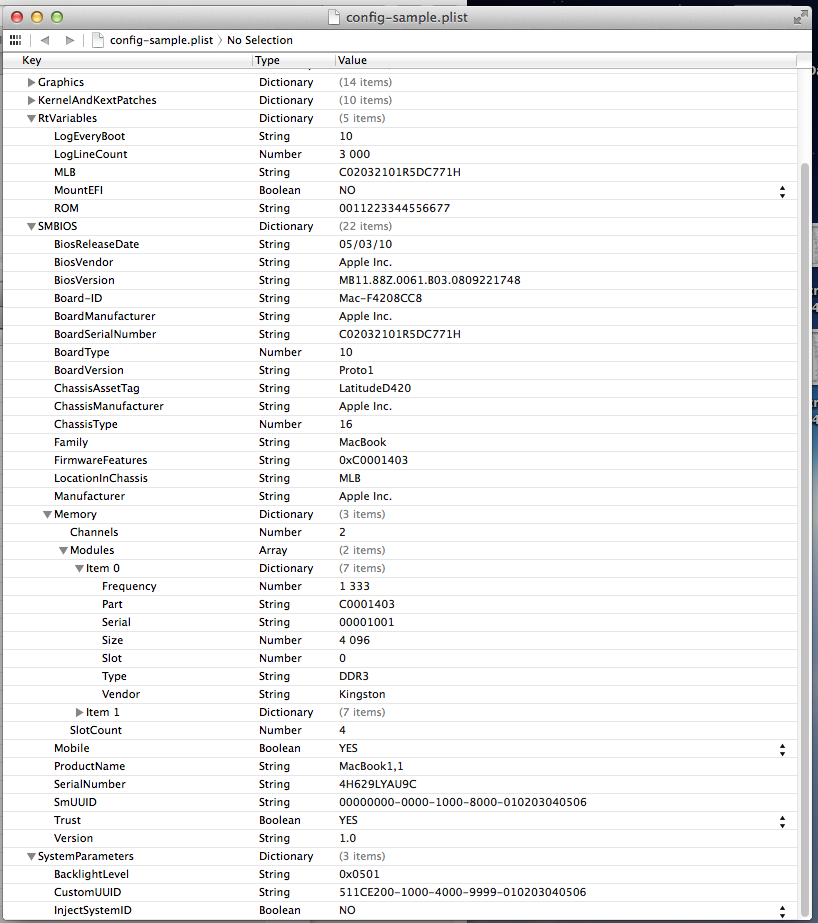 config-sample.plist
config-sample.plist No Selection
Key Type Value
Graphics Dictionary (14 items)
KernelAndKextPatches Dictionary (10 items)
RtVariables Dictionary (5 items)
LogEveryBoot String 10
LogLineCount Number 3 000
MLB String C02032101R5DC771H
MountEFI Boolean NO
ROM String 0011223344556677
SMBIOS Dictionary (22 items)
BiosReleaseDate String 05/03/10
BiosVendor String Apple Inc.
BiosVersion String MB11.88Z.0061.B03.0809221748
Board-ID String Mac-F4208CC8
BoardManufacturer String Apple Inc.
BoardSerialNumber String C02032101R5DC771H
BoardType Number 10
BoardVersion String Proto1
ChassisAssetTag String LatitudeD420
ChassisManufacturer String Apple Inc.
ChassisType Number 16
Family String MacBook
FirmwareFeatures String 0xC0001403
LocationInChassis String MLB
Manufacturer String Apple Inc.
Memory Dictionary (3 items)
Channels Number 2
Modules Array (2 items)
Item 0 Dictionary (7 items)
Frequency Number 1 333
Part String C0001403
Serial String 00001001
Size Number 4 096
Slot Number 0
Type String DDR3
Vendor String Kingston
Item 1 Dictionary (7 items)
SlotCount Number 4
Mobile Boolean YES
ProductName String MacBook1,1
SerialNumber String 4H629LYAU9C
SmUUID String 00000000-0000-1000-8000-010203040506
Trust Boolean YES
Version String 1.0
SystemParameters Dictionary (3 items)
BacklightLevel String 0x0501
CustomUUID String 511CE200-1000-4000-9999-010203040506
InjectSystemID Boolean NO